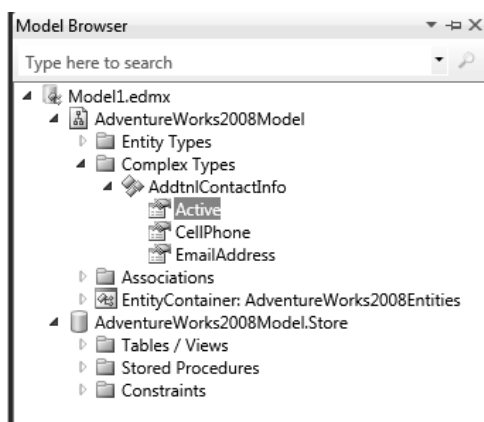 Model Browser
Type here to search
Model1.edmx
AdventureWorks2008Model
Entity Types
Complex Types
AddtnlContactInfo
Active
CellPhone
EmailAddress
Associations
EntityContainer: AdventureWorks2008Entities
AdventureWorks2008Model.Store
Tables / Views
Stored Procedures
Constraints